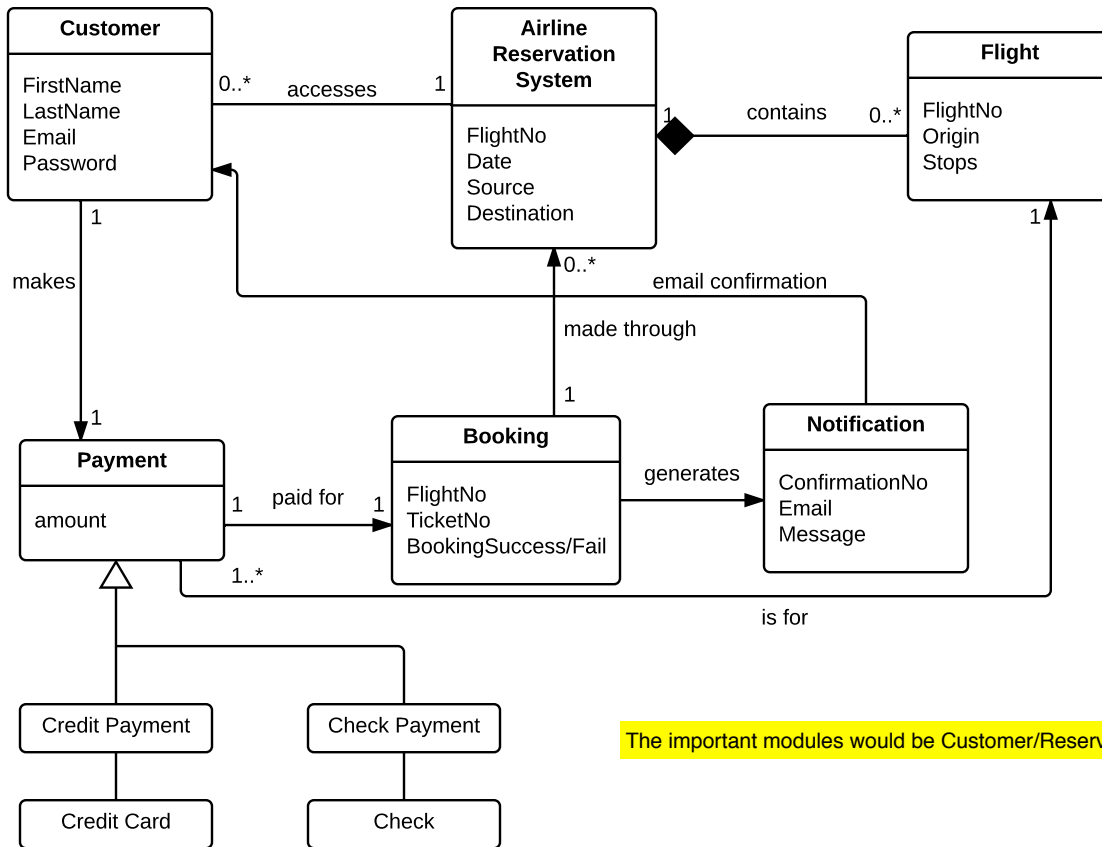 Customer
FirstName
LastName
Email
Password
0..*
accesses
1
Airline
Reservation
System
FlightNo
Date
Source
Destination
1
contains
0..*
Flight
FlightNo
Origin
Stops
1
1
makes
1
0..*
email confirmation
made through
1
Payment
amount
1
paid for
1
Booking
FlightNo
TicketNo
BookingSuccess/Fail
generates
Notification
ConfirmationNo
Email
Message
1..*
is for
Credit Payment
Check Payment
Credit Card
Check
The important modules would be Customer/Reserv